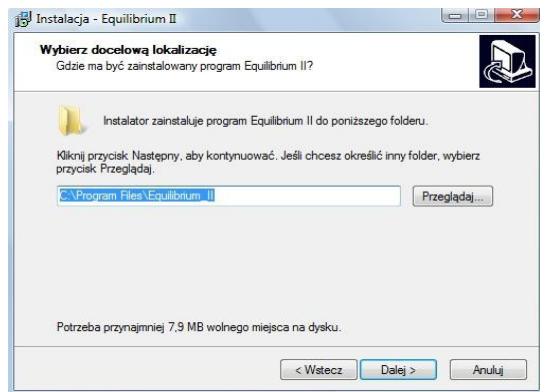 Instalacja - Equilibrium II
Wybierz docelową lokalizację
Gdzie ma być zainstalowany program Equilibrium II?
Instalator zainstaluje program Equilibrium II do poniższego folderu.
Kliknij przycisk Następny, aby kontynuować. Jeśli chcesz określić inny folder, wybierz
przycisk Przeglądaj.
C:\Program Files\Equilibrium_II
Przeglądaj...
Potrzeba przynajmniej 7,9 MB wolnego miejsca na dysku.
< Wstecz
Dalej >
Anuluj